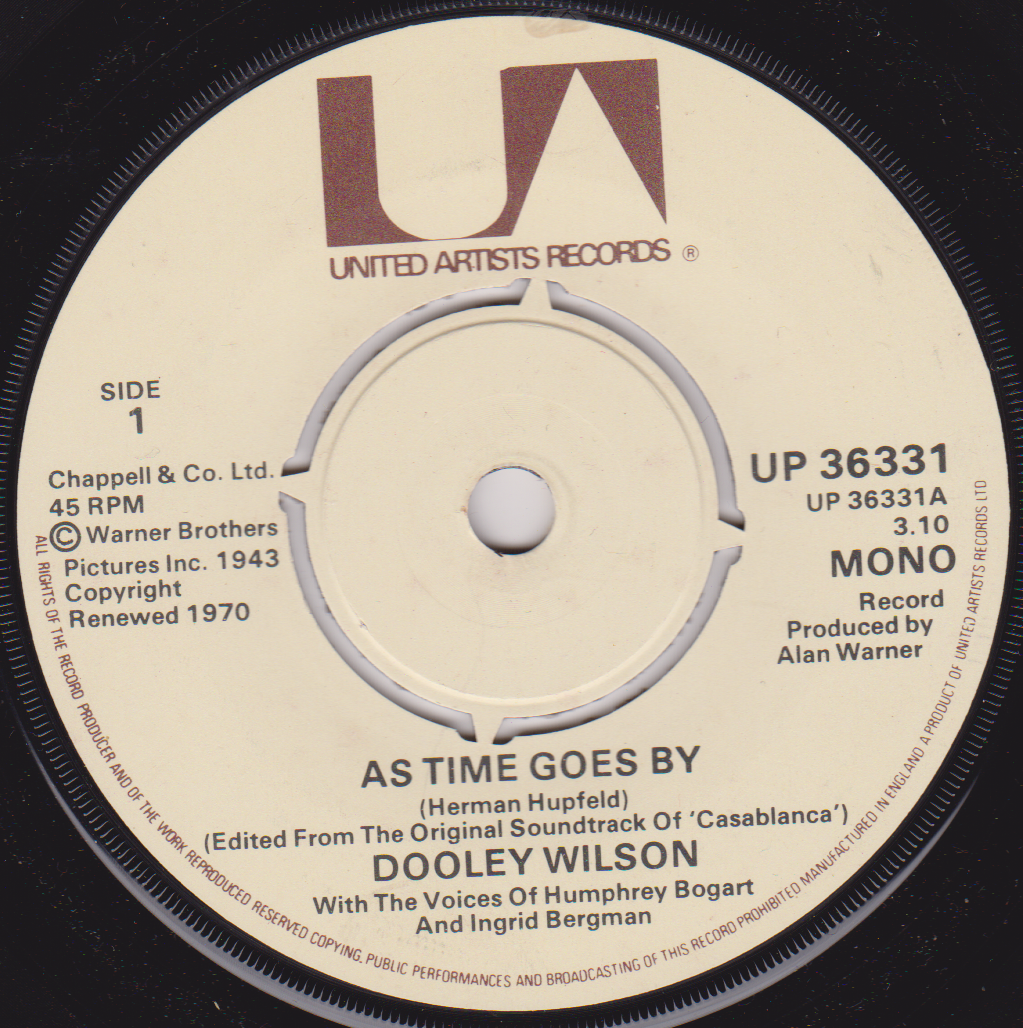 UA
UNITED ARTISTS RECORDS ®
SIDE
1
Chappell & Co. Ltd.
45 RPM
© Warner Brothers
Pictures Inc. 1943
Copyright
Renewed 1970
UP 36331
UP 36331A
3.10
MONO
Record
Produced by
Alan Warner
AS TIME GOES BY
(Herman Hupfeld)
(Edited From The Original Soundtrack Of ‘Casablanca’)
DOOLEY WILSON
With The Voices Of Humphrey Bogart
And Ingrid Bergman
ALL RIGHTS OF THE RECORD PRODUCER AND OF THE WORK REPRODUCED RESERVED COPYING, PUBLIC PERFORMANCES AND BROADCASTING OF THIS RECORD PROHIBITED MANUFACTURED IN ENGLAND A PRODUCT OF UNITED ARTISTS RECORDS LTD